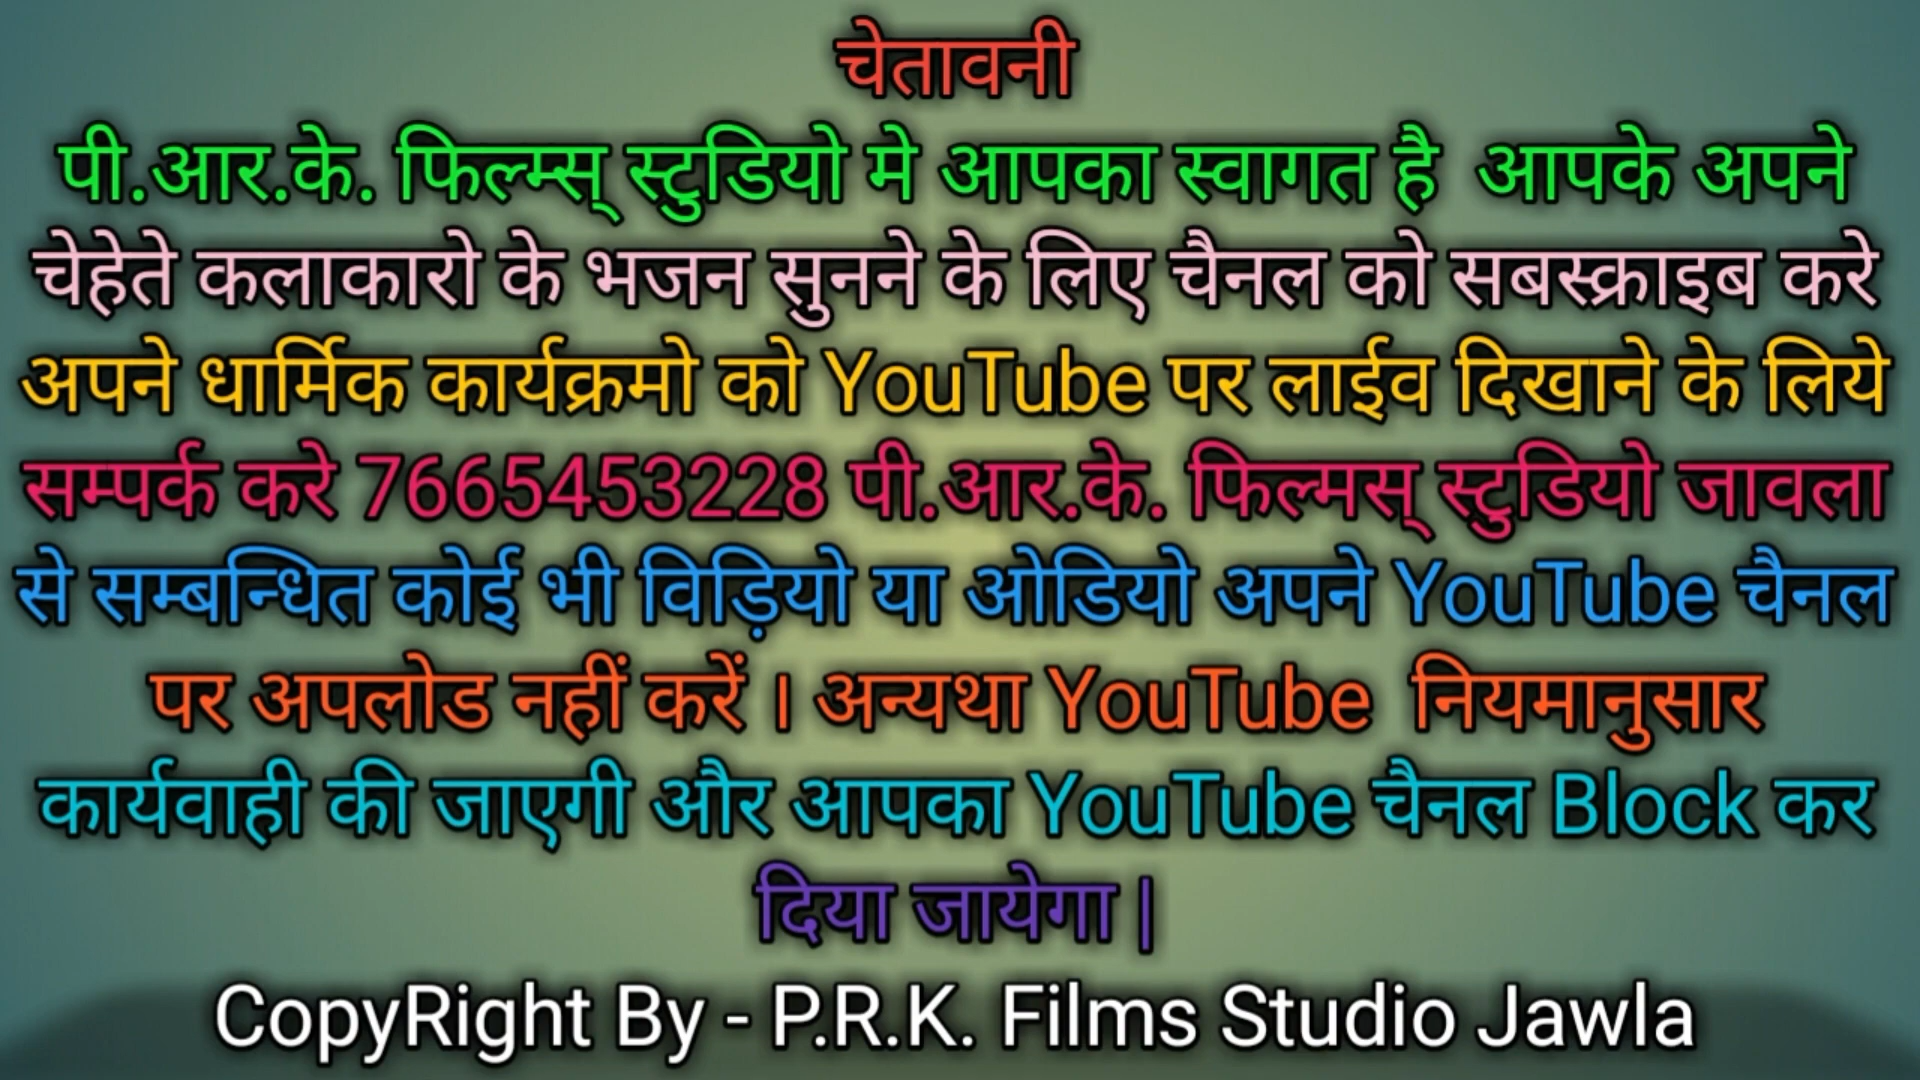 चेतावनी
पी.आर.के. फिल्म्स् स्टुडियो मे आपका स्वागत है आपके अपने
चेहेते कलाकारो के भजन सुनने के लिए चैनल को सबस्क्राइब करे
अपने धार्मिक कार्यक्रमो को YouTube पर लाईव दिखाने के लिये
सम्पर्क करे 7665453228 पी.आर.के. फिल्मस् स्टुडियो जावला
से सम्बन्धित कोई भी विड़ियो या ओडियो अपने YouTube चैनल
पर अपलोड नहीं करें । अन्यथा YouTube नियमानुसार
कार्यवाही की जाएगी और आपका YouTube चैनल Block कर
दिया जायेगा |
CopyRight By - P.R.K. Films Studio Jawla